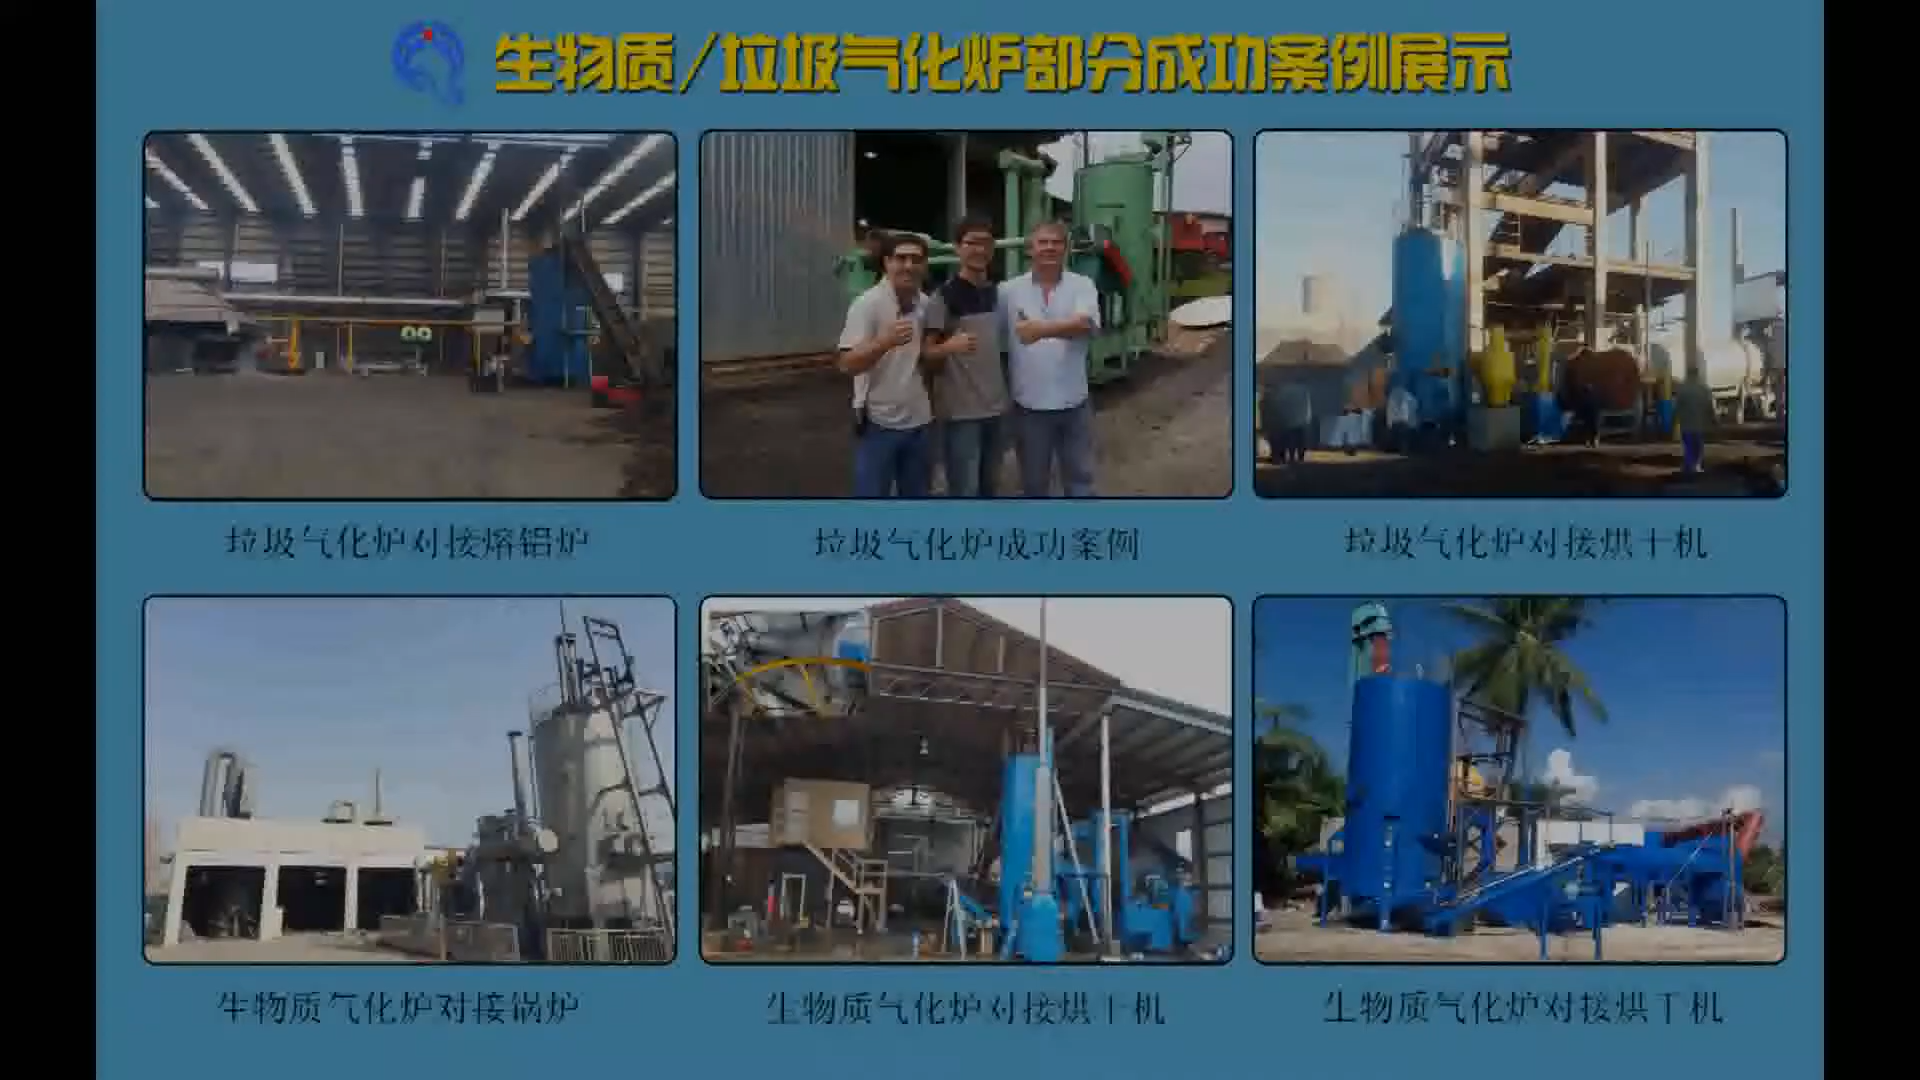 生物质/垃圾气化炉部分成功案例展示
垃圾气化炉对接熔铝炉
垃圾气化炉成功案例
垃圾气化炉对接烘干机
生物质气化炉对接锅炉
生物质气化炉对接烘干机
生物质气化炉对接烘干机